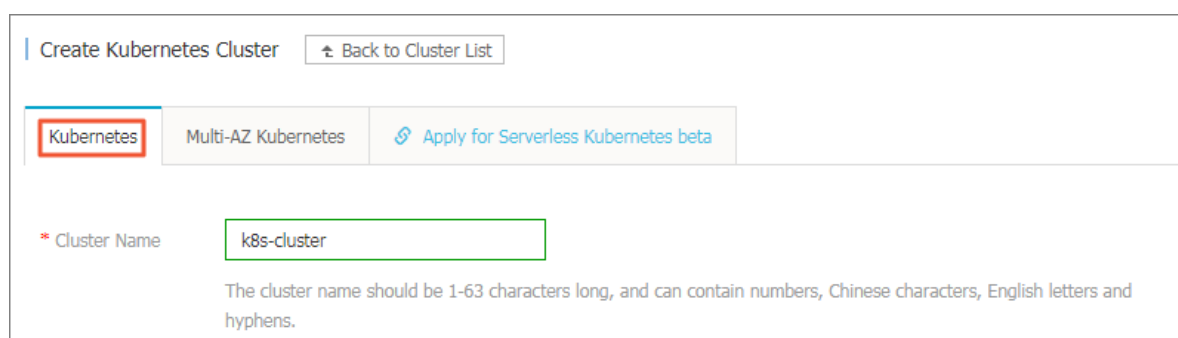 Create Kubernetes Cluster Back to Cluster List
Kubernetes Multi-AZ Kubernetes Apply for Serverless Kubernetes beta
* Cluster Name k8s-cluster
The cluster name should be 1-63 characters long, and can contain numbers, Chinese characters, English letters and
hyphens.